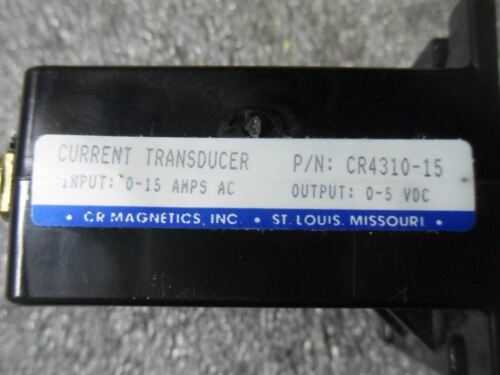 CURRENT TRANSDUCER P/N: CR4310-15
INPUT: 0-15 AMPS AC OUTPUT: 0-5 VDC
• CR MAGNETICS, INC. • ST. LOUIS, MISSOURI •